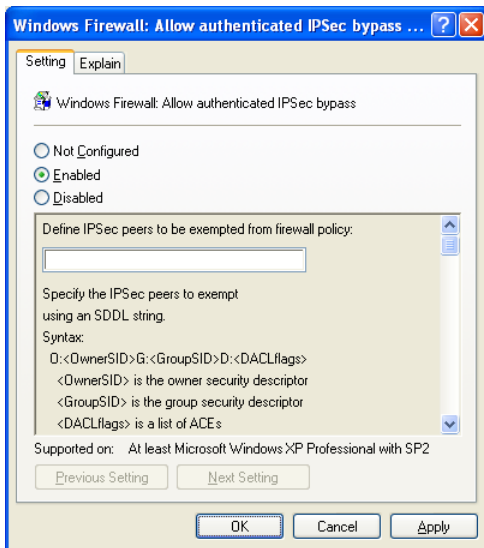 Windows Firewall: Allow authenticated IPSec bypass ...
Setting
Explain
Windows Firewall: Allow authenticated IPSec bypass
Not Configured
Enabled
Disabled
Define IPSec peers to be exempted from firewall policy:
Specify the IPSec peers to exempt
using an SDDL string.
Syntax:
O:<OwnerSID>G:<GroupSID>D:<DACLflags>
<OwnerSID> is the owner security descriptor
<GroupSID> is the group security descriptor
<DACLflags> is a list of ACEs
Supported on: At least Microsoft Windows XP Professional with SP2
Previous Setting
Next Setting
OK
Cancel
Apply